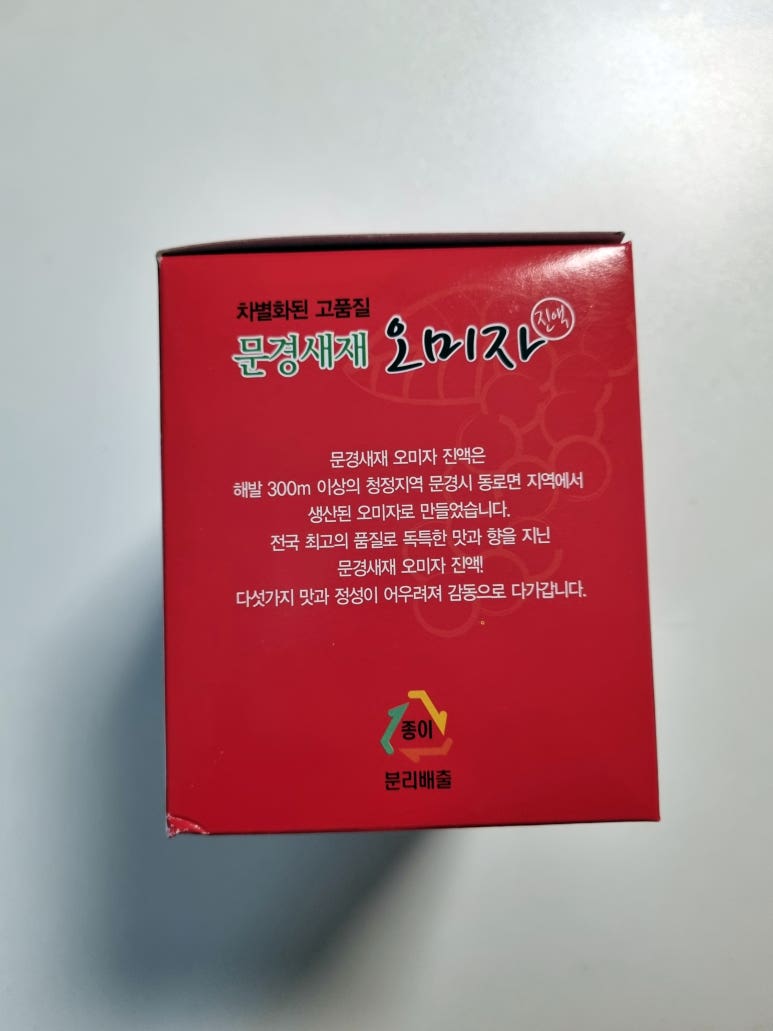 차별화된 고품질
문경새재 오미자 진액
문경새재 오미자 진액은
해발 300m 이상의 청정지역 문경시 동로면 지역에서
생산된 오미자로 만들었습니다.
전국 최고의 품질로 독특한 맛과 향을 지닌
문경새재 오미자 진액!
다섯가지 맛과 정성이 어우려져 감동으로 다가갑니다.
종이
분리배출